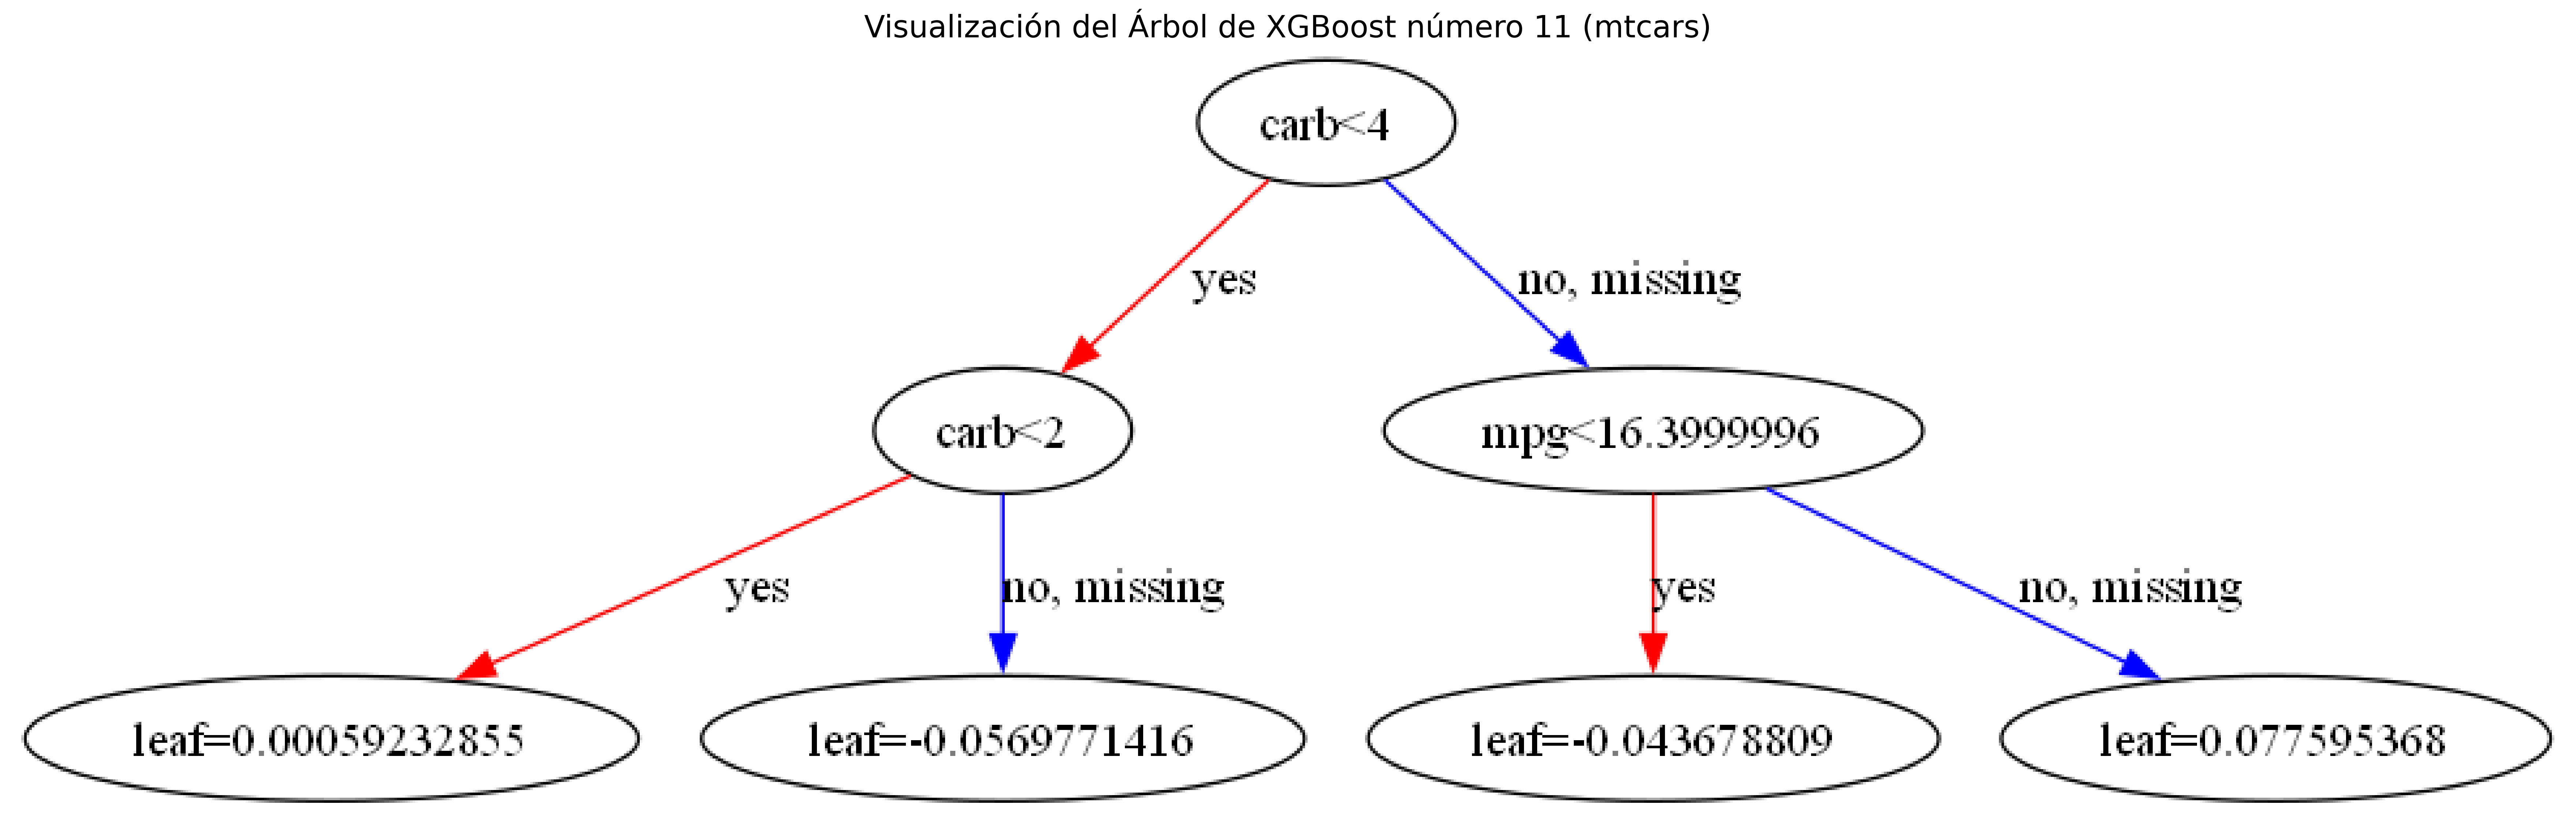 Visualización del Árbol de XGBoost número 11 (mtcars)
carb<4
yes
no, missing
carb<2
mpg<16.3999996
yes
no, missing
yes
no, missing
leaf=0.00059232855
leaf=-0.0569771416
leaf=-0.043678809
leaf=0.077595368